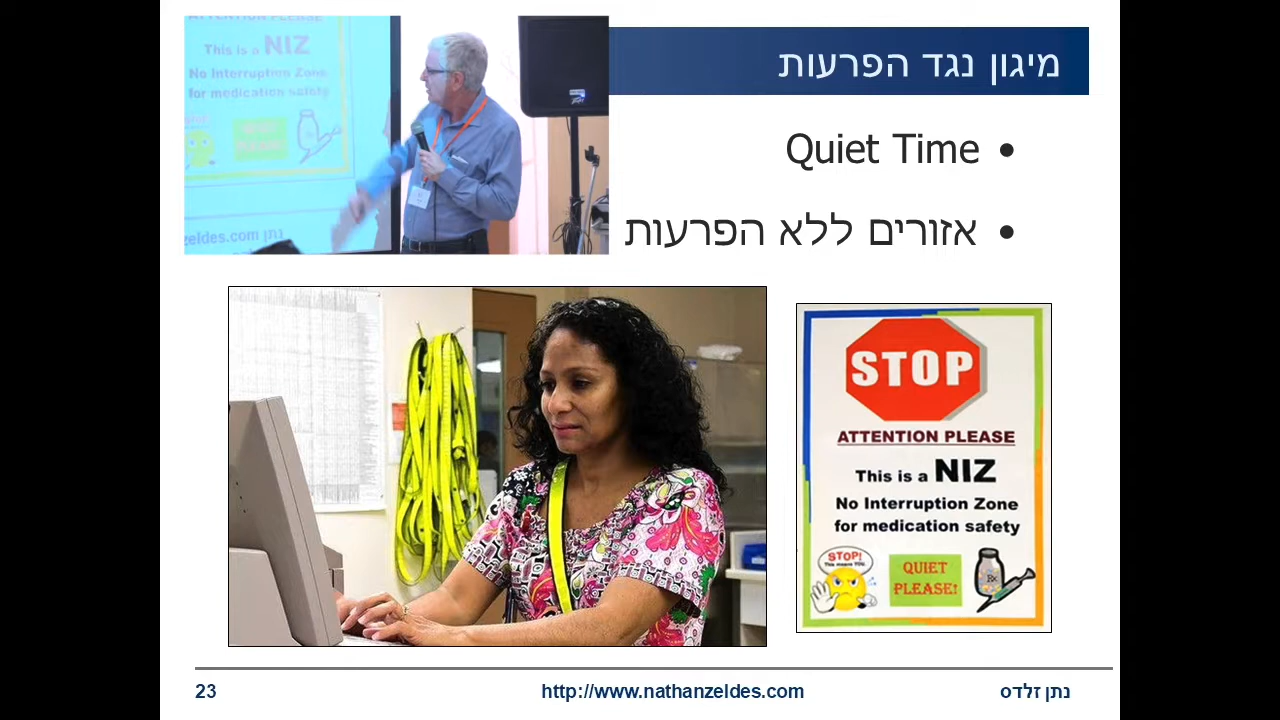 ATTENTION PLEASE
This is a NIZ
No Interruption Zone
for medication safety
zeldes.com נתן
מיגון נגד הפרעות
• Quiet Time
• אזורים ללא הפרעות
STOP
ATTENTION PLEASE
This is a NIZ
No Interruption Zone
for medication safety
STOP!
This means YOU.
QUIET
PLEASE!
Rx
23
http://www.nathanzeldes.com
נתן זלדס